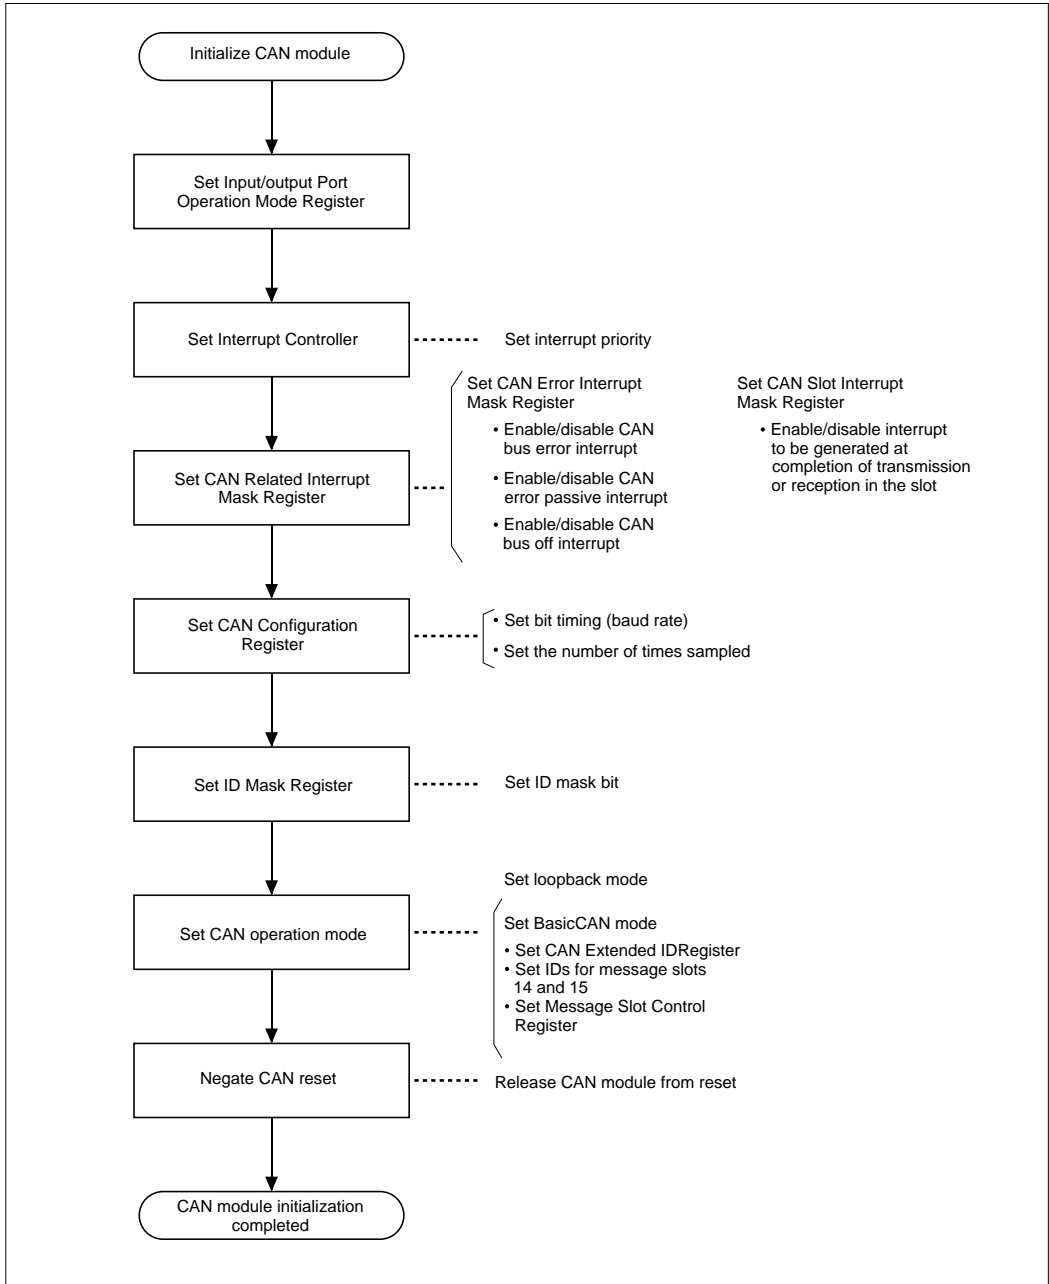 Initialize CAN module
Set Input/output Port
Operation Mode Register
Set Interrupt Controller
Set interrupt priority
Set CAN Related Interrupt
Mask Register
Set CAN Error Interrupt
Mask Register
• Enable/disable CAN
bus error interrupt
• Enable/disable CAN
error passive interrupt
• Enable/disable CAN
bus off interrupt
Set CAN Slot Interrupt
Mask Register
• Enable/disable interrupt
to be generated at
completion of transmission
or reception in the slot
Set CAN Configuration
Register
• Set bit timing (baud rate)
• Set the number of times sampled
Set ID Mask Register
Set ID mask bit
Set CAN operation mode
Set loopback mode
Set BasicCAN mode
• Set CAN Extended IDRegister
• Set IDs for message slots
14 and 15
• Set Message Slot Control
Register
Negate CAN reset
Release CAN module from reset
CAN module initialization
completed